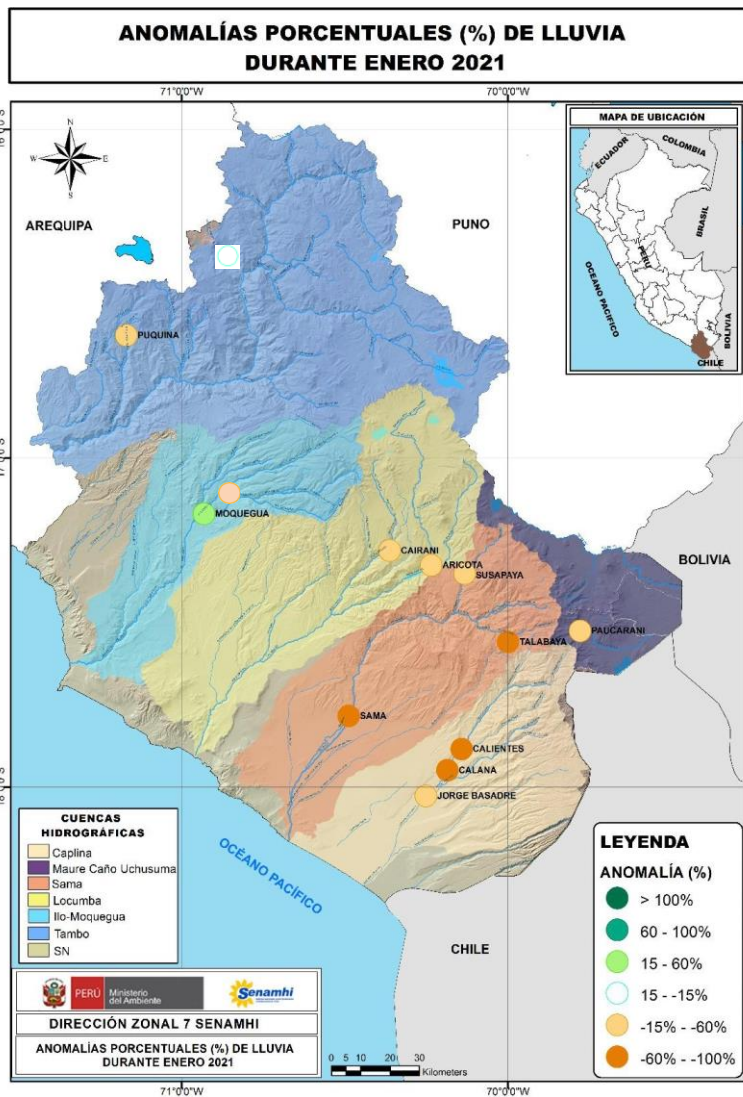 ANOMALÍAS PORCENTUALES (%) DE LLUVIA
DURANTE ENERO 2021
71°0'0"W
70°0'0"W
MAPA DE UBICACIÓN
ECUADOR
COLOMBIA
BRASIL
PERÚ
OCÉANO PACÍFICO
BOLIVIA
CHILE
N
W
E
AREQUIPA
PUNO
PUQUINA
MOQUEGUA
CAIRANI
ARICOTA
SUSAPAYA
BOLIVIA
PAUCARANI
TALABAYA
SAMA
CALIENTES
CALANA
JORGE BASADRE
OCÉANO PACÍFICO
CHILE
CUENCAS
HIDROGRÁFICAS
Caplina
Maure Caño Uchusuma
Sama
Locumba
Ilo-Moquegua
Tambo
SN
LEYENDA
ANOMALÍA (%)
> 100%
60 - 100%
15 - 60%
15 - -15%
-15% - -60%
-60% - -100%
PERÚ
Ministerio
del Ambiente
Senamhi
DIRECCIÓN ZONAL 7 SENAMHI
ANOMALÍAS PORCENTUALES (%) DE LLUVIA
DURANTE ENERO 2021
0 5 10 20 30
Kilometers
71°0'0"W
70°0'0"W